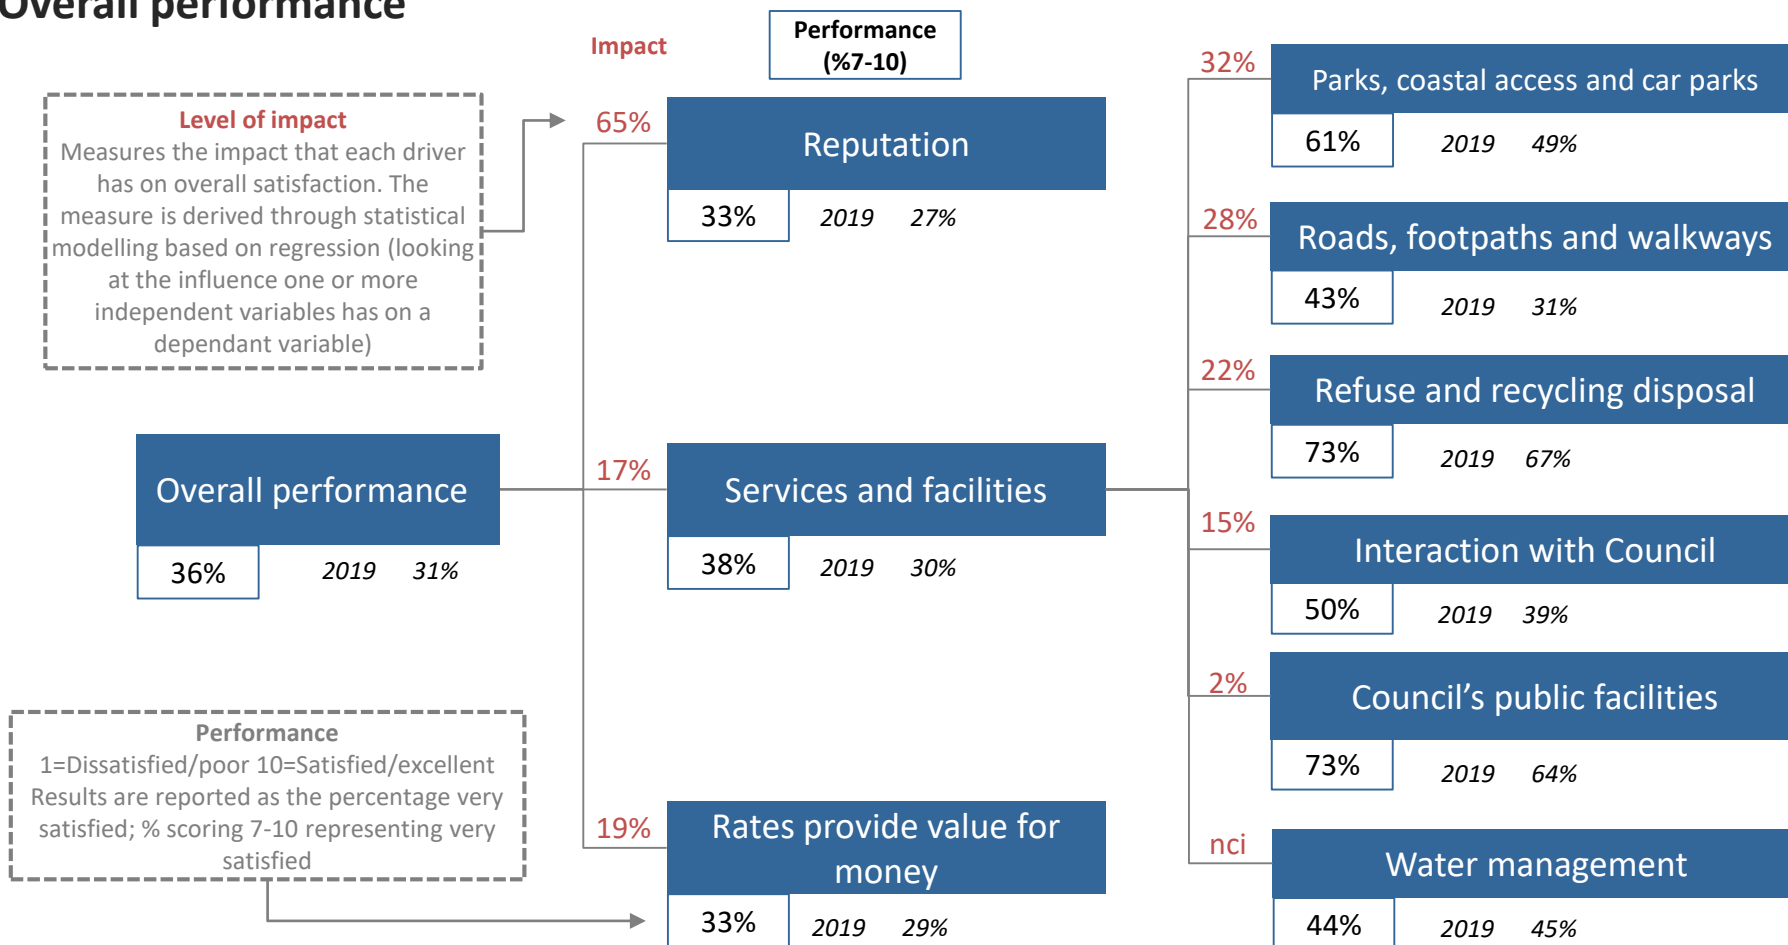 Overall performance
Impact
Performance
(%7-10)
Level of impact
Measures the impact that each driver
has on overall satisfaction. The
measure is derived through statistical
modelling based on regression (looking
at the influence one or more
independent variables has on a
dependant variable)
Overall performance
36% 2019 31%
Performance
1=Dissatisfied/poor 10=Satisfied/excellent
Results are reported as the percentage very
satisfied; % scoring 7-10 representing very
satisfied
65%
Reputation
33% 2019 27%
17%
Services and facilities
38% 2019 30%
19%
Rates provide value for
money
33% 2019 29%
32%
Parks, coastal access and car parks
61% 2019 49%
28%
Roads, footpaths and walkways
43% 2019 31%
22%
Refuse and recycling disposal
73% 2019 67%
15%
Interaction with Council
50% 2019 39%
2%
Council’s public facilities
73% 2019 64%
nci
Water management
44% 2019 45%